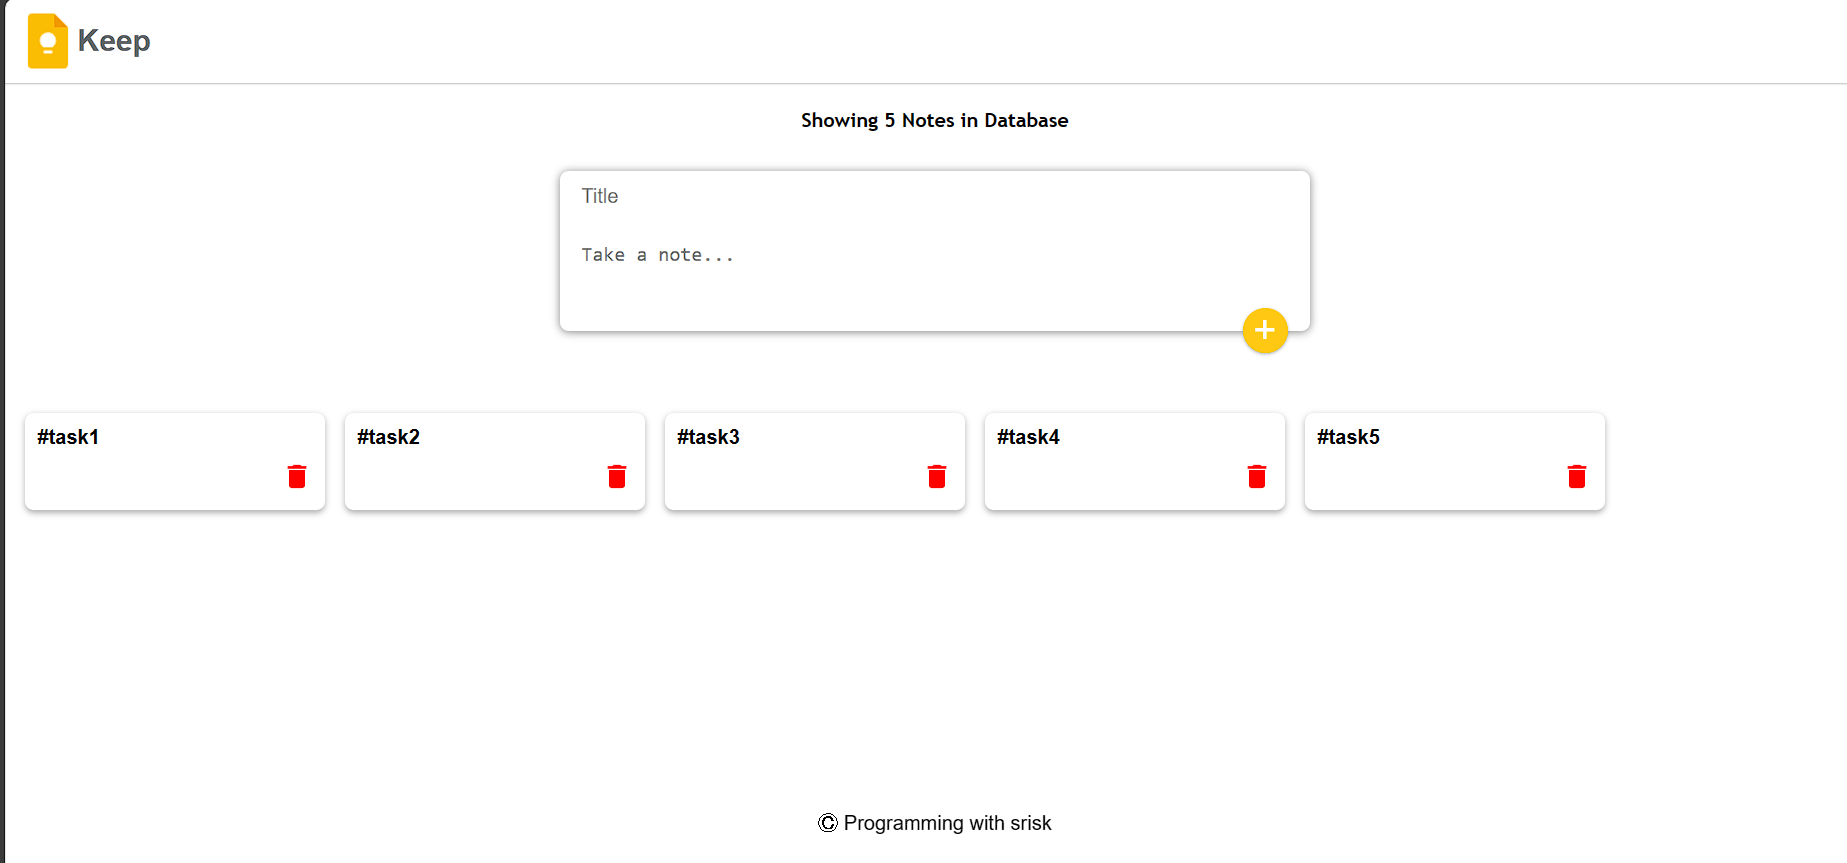 Keep
Showing 5 Notes in Database
Title
Take a note...
+
#task1
#task2
#task3
#task4
#task5
© Programming with srisk